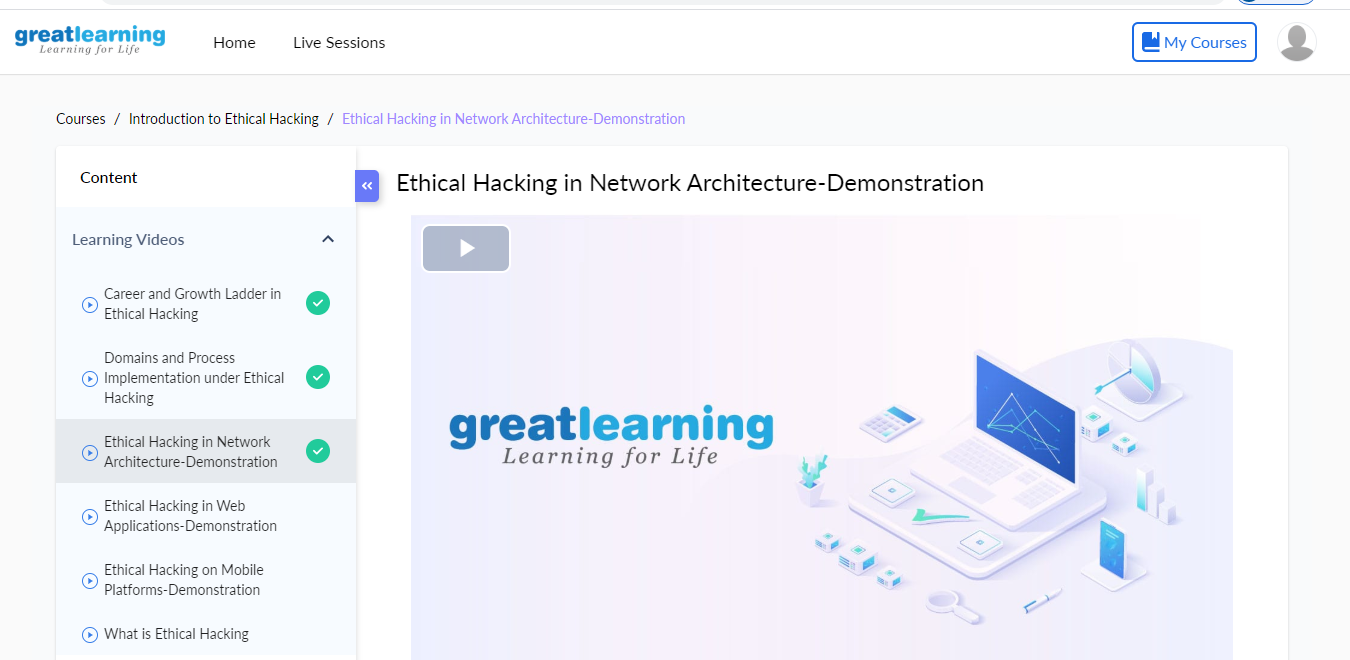 greatlearning
Learning for Life
Home
Live Sessions
My Courses
Courses / Introduction to Ethical Hacking / Ethical Hacking in Network Architecture-Demonstration
Content
Learning Videos
Career and Growth Ladder in
Ethical Hacking
Domains and Process
Implementation under Ethical
Hacking
Ethical Hacking in Network
Architecture-Demonstration
Ethical Hacking in Web
Applications-Demonstration
Ethical Hacking on Mobile
Platforms-Demonstration
What is Ethical Hacking
«
Ethical Hacking in Network Architecture-Demonstration
greatlearning
Learning for Life